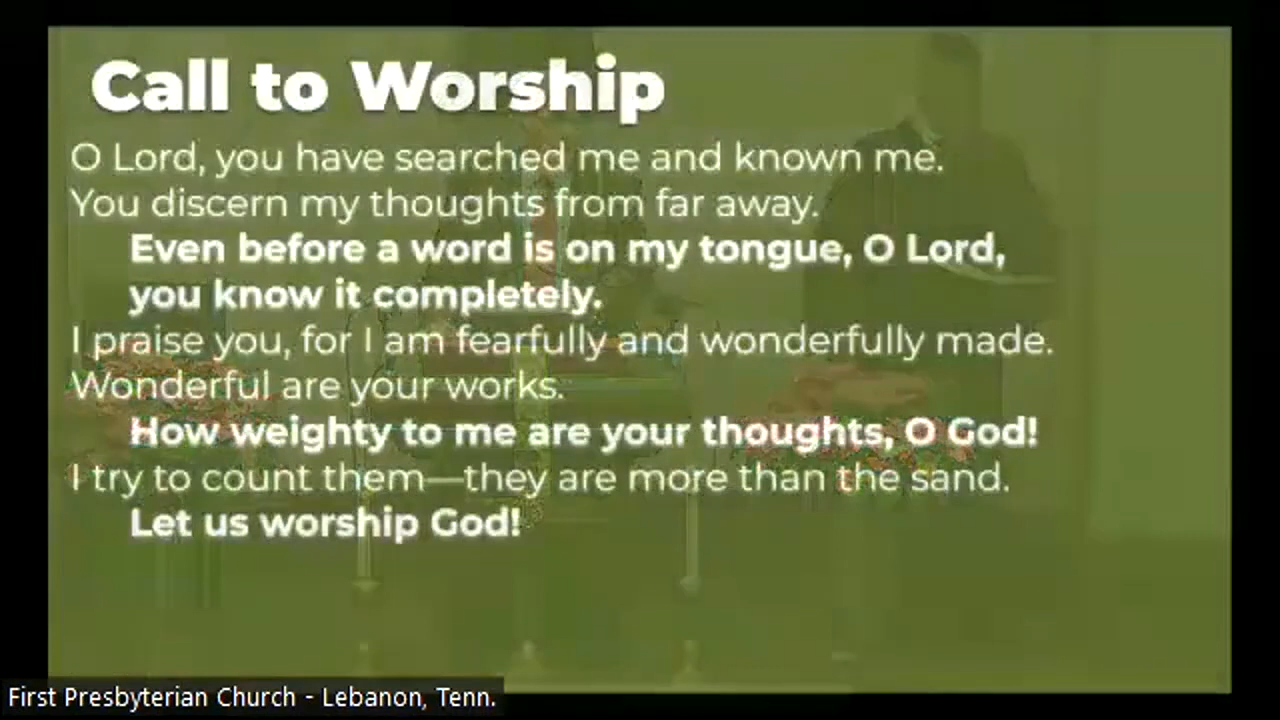 Call to Worship
O Lord, you have searched me and known me.
You discern my thoughts from far away.
Even before a word is on my tongue, O Lord,
you know it completely.
I praise you, for I am fearfully and wonderfully made.
Wonderful are your works.
How weighty to me are your thoughts, O God!
I try to count them—they are more than the sand.
Let us worship God!
First Presbyterian Church - Lebanon, Tenn.